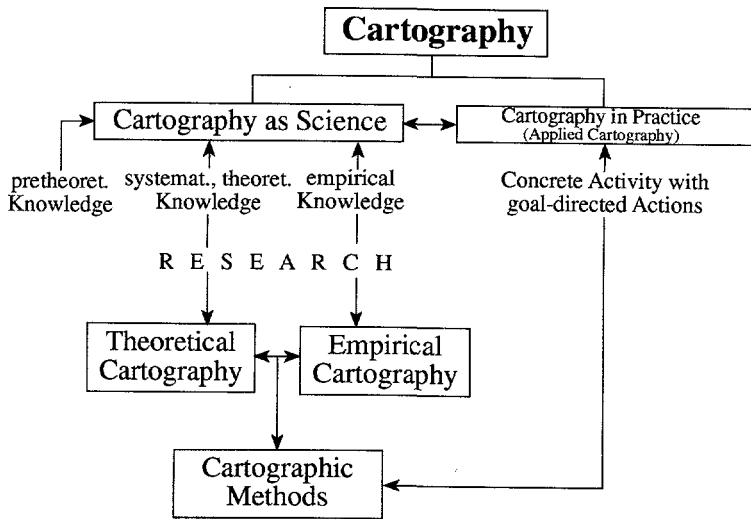 Cartography
Cartography as Science
Cartography in Practice
(Applied Cartography)
pretheoret.
Knowledge
systemat., theoret.
Knowledge
empirical
Knowledge
Concrete Activity with
goal-directed Actions
R E S E A R C H
Theoretical
Cartography
Empirical
Cartography
Cartographic
Methods